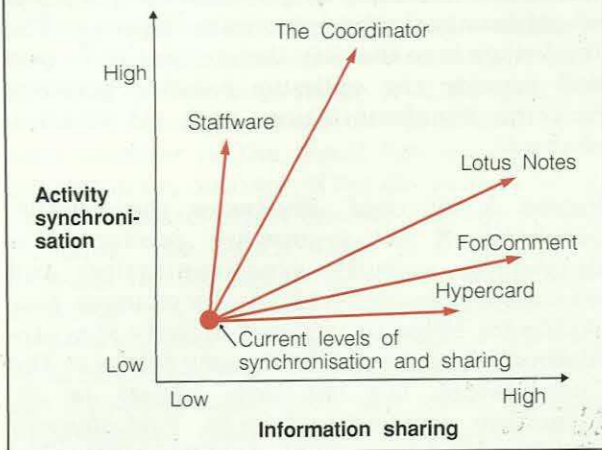 The Coordinator
High
Staffware
Lotus Notes
Activity
synchroni-
sation
ForComment
Hypercard
Current levels of
synchronisation and sharing
Low
Low
High
Information sharing